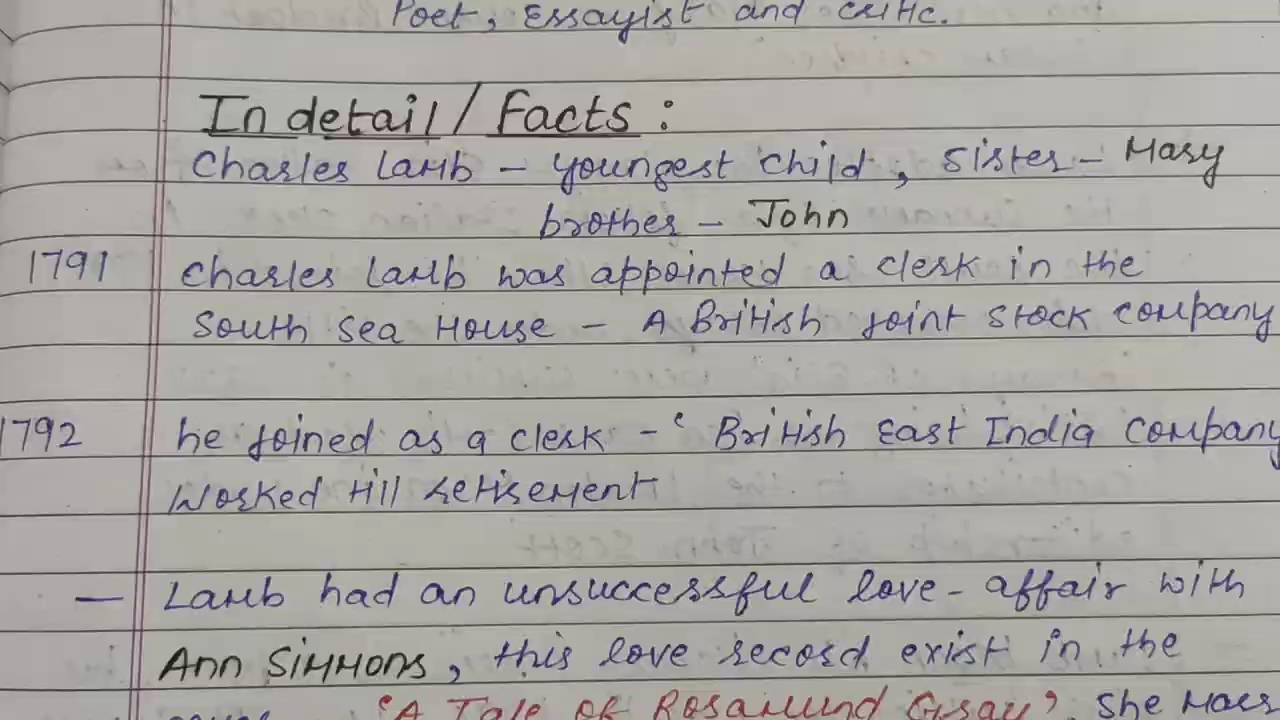 Poet, Essayist and critic.
In detail / Facts :
Charles Lamb - youngest child, Sister - Mary
brother - John
1791 Charles Lamb was appointed a clerk in the
South Sea House - A British joint stock company
1792 he joined as a clerk - ' British East India Company
Worked till retirement
— Lamb had an unsuccessful love - affair with
Ann Simmons, this love record exist in the
'A Tale of Rosamund Gray', She